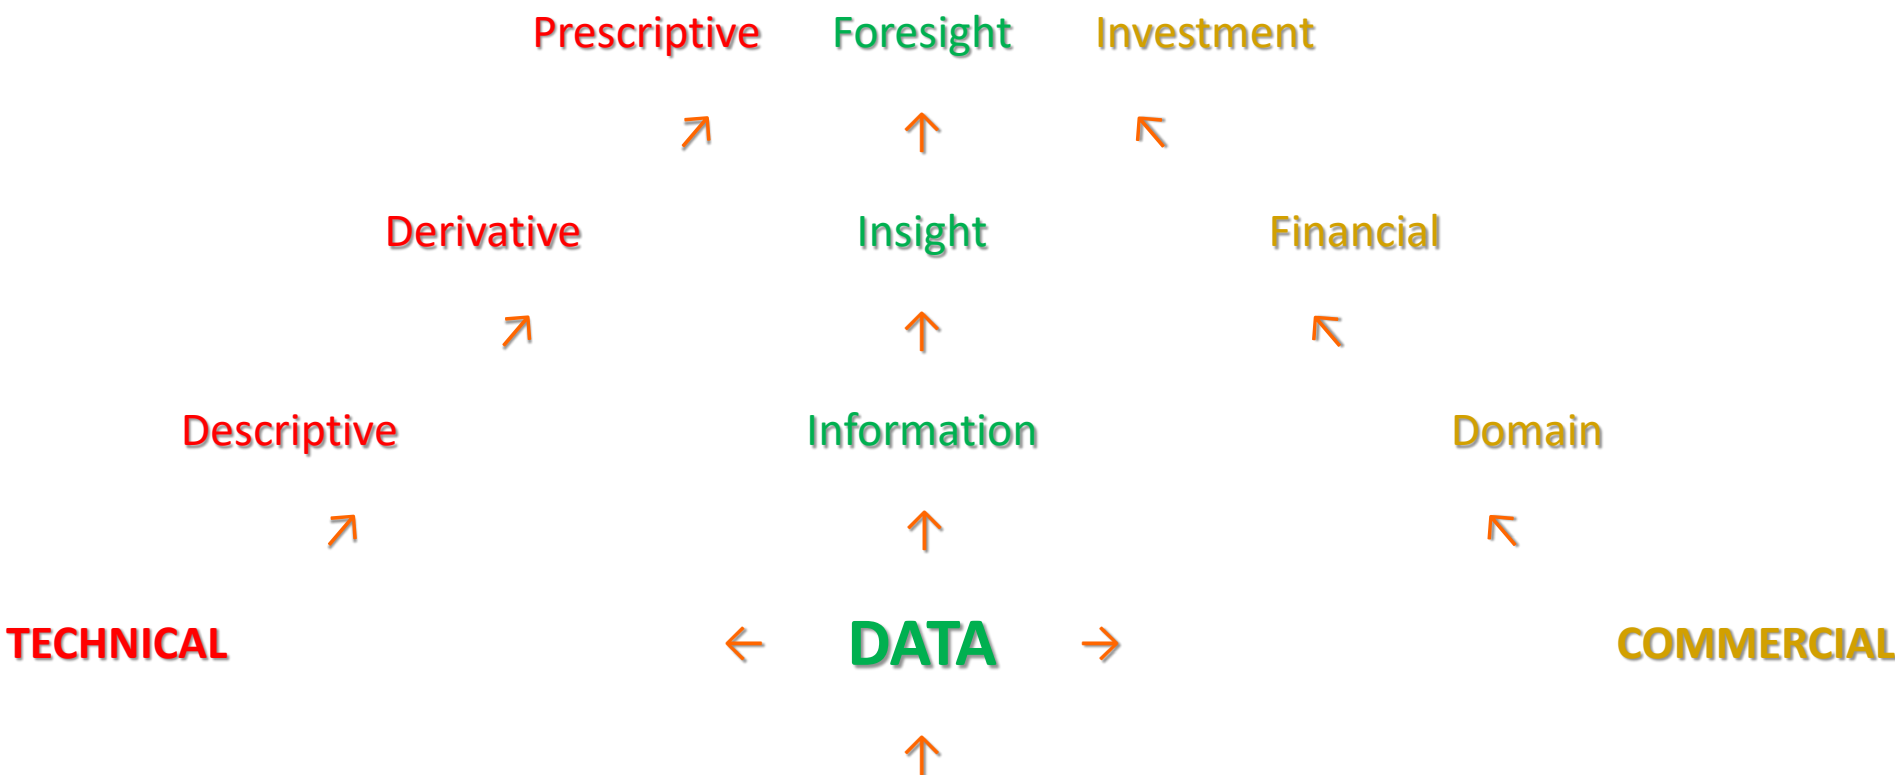 Prescriptive Foresight Investment
↗ ↑ ↖
Derivative Insight Financial
↗ ↑ ↖
Descriptive Information Domain
↗ ↑ ↖
TECHNICAL ← DATA → COMMERCIAL
↑